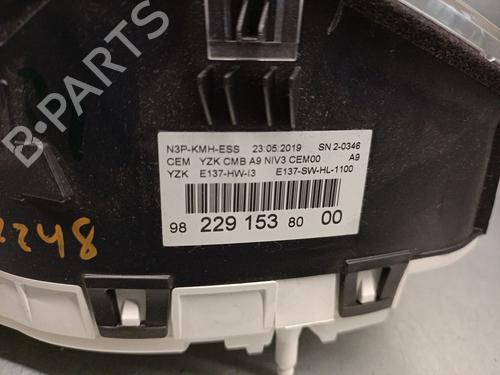 N3P-KMH-ESS 23:05:2019 SN 2-0346
CEM YZK CMB A9 NIV3 CEM00 A9
YZK E137-HW-I3 E137-SW-HL-1100
98 229 153 80 00
2248
B-PARTS